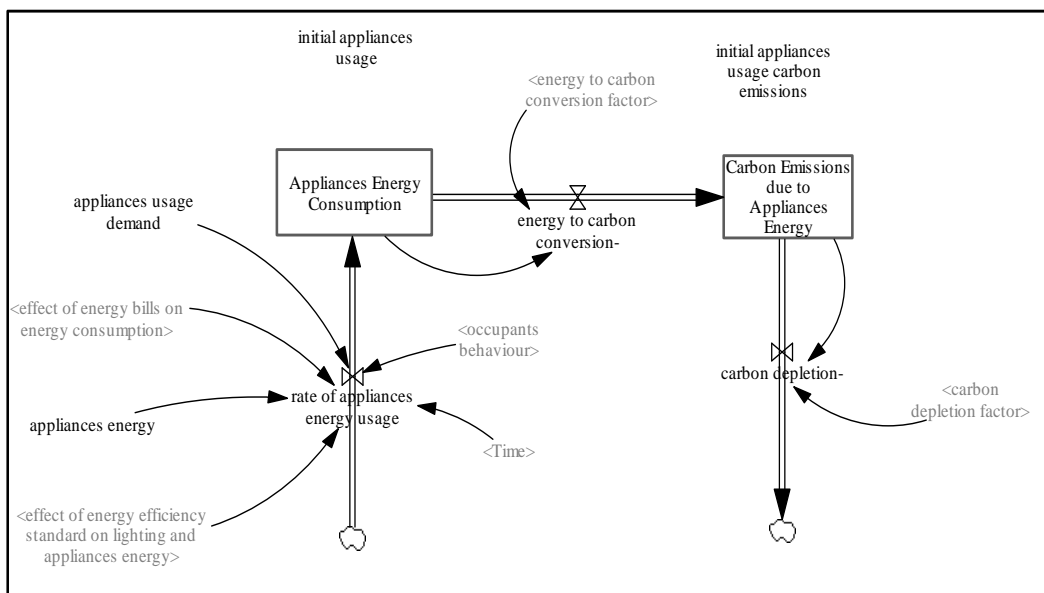 initial appliances
usage
initial appliances
usage carbon
emissions
<energy to carbon
conversion factor>
Appliances Energy
Consumption
Carbon Emissions
due to
Appliances
Energy
appliances usage
demand
energy to carbon
conversion-
<effect of energy bills on
energy consumption>
<occupants
behaviour>
carbon depletion-
rate of appliances
energy usage
appliances energy
<carbon
depletion factor>
<Time>
<effect of energy efficiency
standard on lighting and
appliances energy>